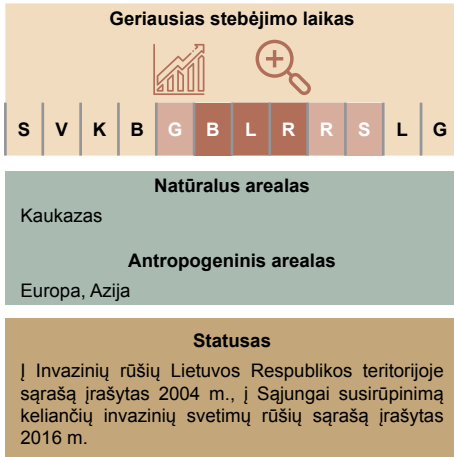 Geriausias stebėjimo laikas
S V K B G B L R R S L G
Natūralus arealas
Kaukazas
Antropogeninis arealas
Europa, Azija
Statusas
Į Invazinių rūšių Lietuvos Respublikos teritorijoje
sąrašą įrašytas 2004 m., į Sąjungai susirūpinimą
keliančių invazinių svetimų rūšių sąrašą įrašytas
2016 m.